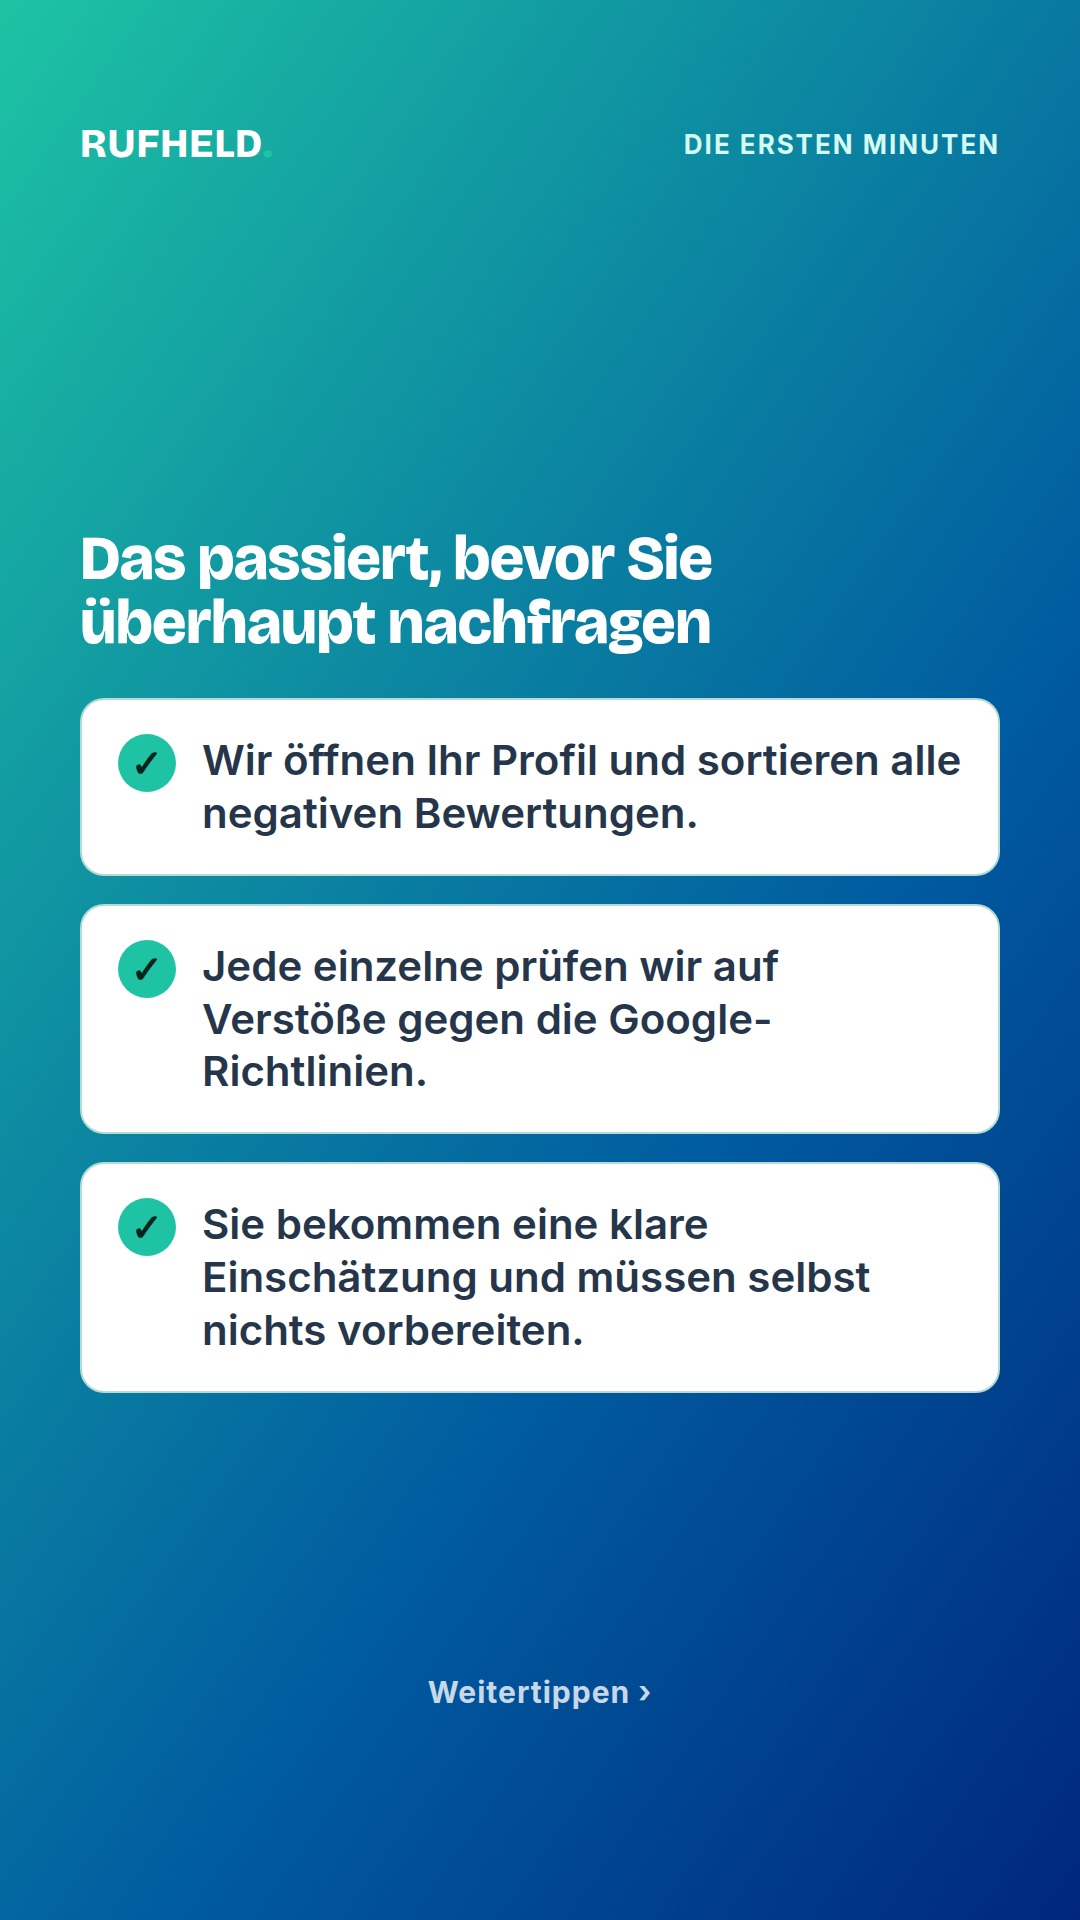 RUFHELD.
DIE ERSTEN MINUTEN
Das passiert, bevor Sie
überhaupt nachfragen
✓ Wir öffnen Ihr Profil und sortieren alle
negativen Bewertungen.
✓ Jede einzelne prüfen wir auf
Verstöße gegen die Google-
Richtlinien.
✓ Sie bekommen eine klare
Einschätzung und müssen selbst
nichts vorbereiten.
Weitertippen ›